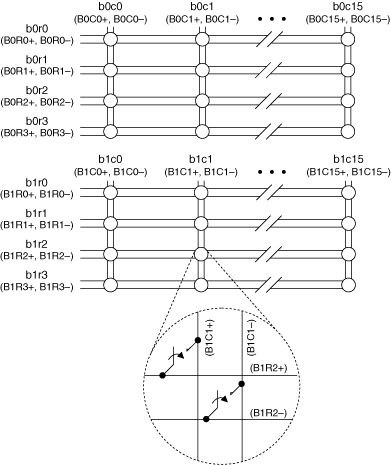 b0c0 b0c1 b0c15
(B0C0+, B0C0–) (B0C1+, B0C1–) • • • (B0C15+, B0C15–)
b0r0
(B0R0+, B0R0–)
b0r1
(B0R1+, B0R1–)
b0r2
(B0R2+, B0R2–)
b0r3
(B0R3+, B0R3–)
b1c0 b1c1 b1c15
(B1C0+, B1C0–) (B1C1+, B1C1–) • • • (B1C15+, B1C15–)
b1r0
(B1R0+, B1R0–)
b1r1
(B1R1+, B1R1–)
b1r2
(B1R2+, B1R2–)
b1r3
(B1R3+, B1R3–)
(B1C1+)
(B1C1–)
(B1R2+)
(B1R2–)